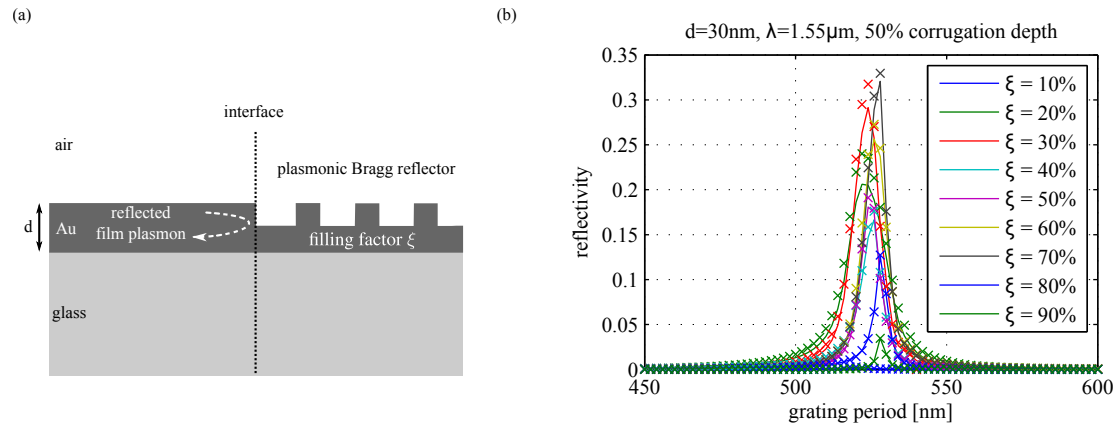 (a)
interface
air
plasmonic Bragg reflector
d
Au
reflected
film plasmon
filling factor ξ
glass
(b)
d=30nm, λ=1.55μm, 50% corrugation depth
0.35
0.3
0.25
0.2
0.15
0.1
0.05
0
reflectivity
450
500
550
600
grating period [nm]
ξ = 10%
ξ = 20%
ξ = 30%
ξ = 40%
ξ = 50%
ξ = 60%
ξ = 70%
ξ = 80%
ξ = 90%